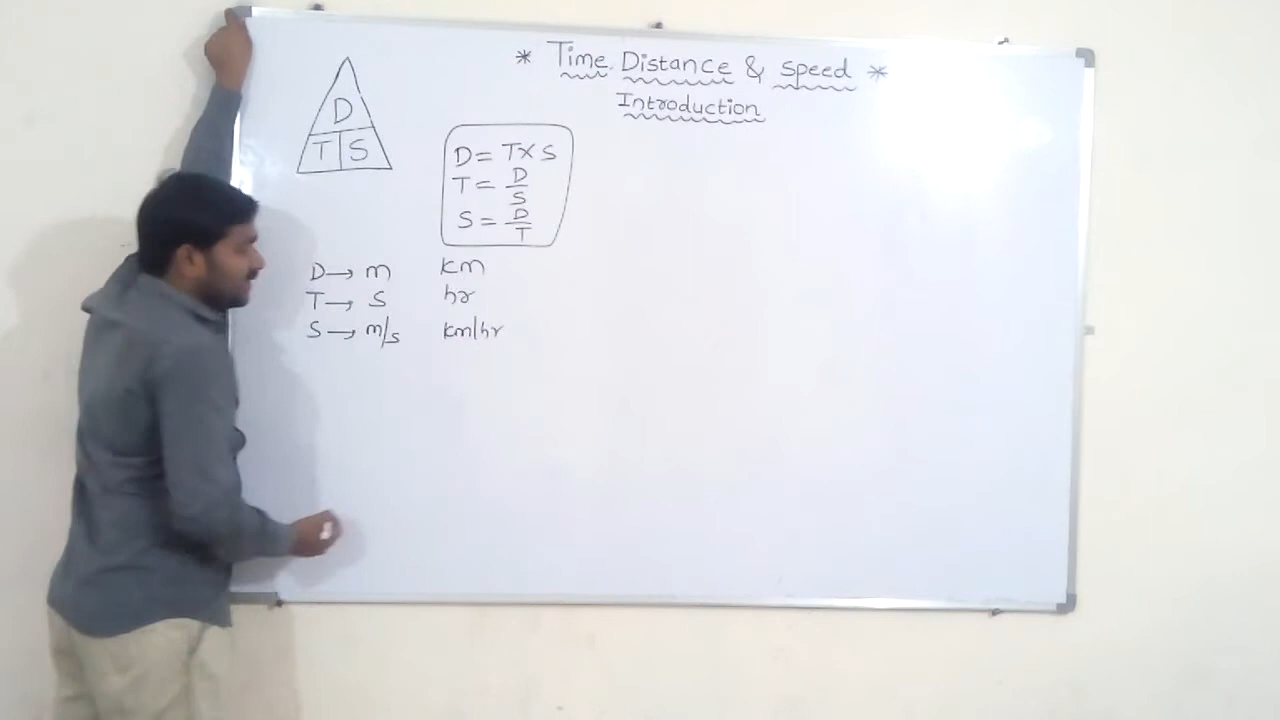 * Time Distance & speed *
Introduction
D
T S
D = T × S
T = D/S
S = D/T
D → m km
T → S hr
S → m/s km/hr